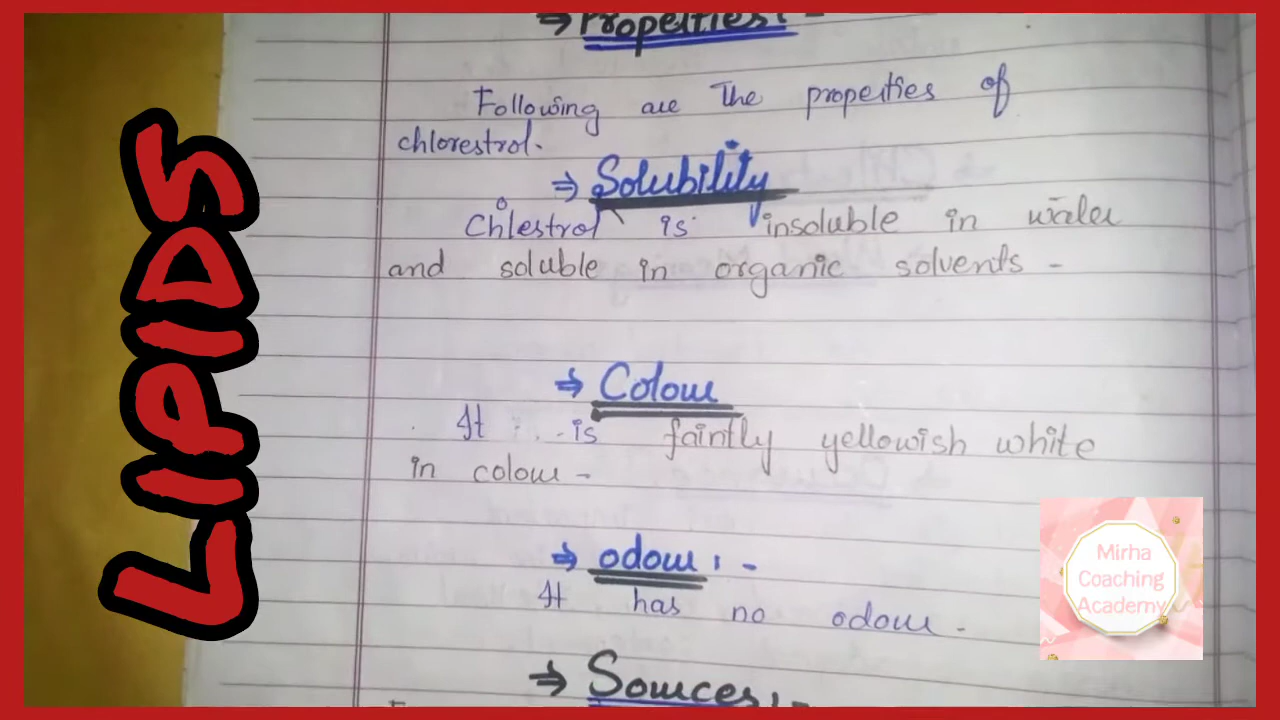 LIPIDS
⇒ Properties:-
Following are the properties of
chlorestrol.
⇒ Solubility
Chlestrol is insoluble in water
and soluble in organic solvents -
⇒ Colour
It is faintly yellowish white
in colour -
⇒ odour :-
It has no odour -
⇒ Sources:-
Mirha
Coaching
Academy